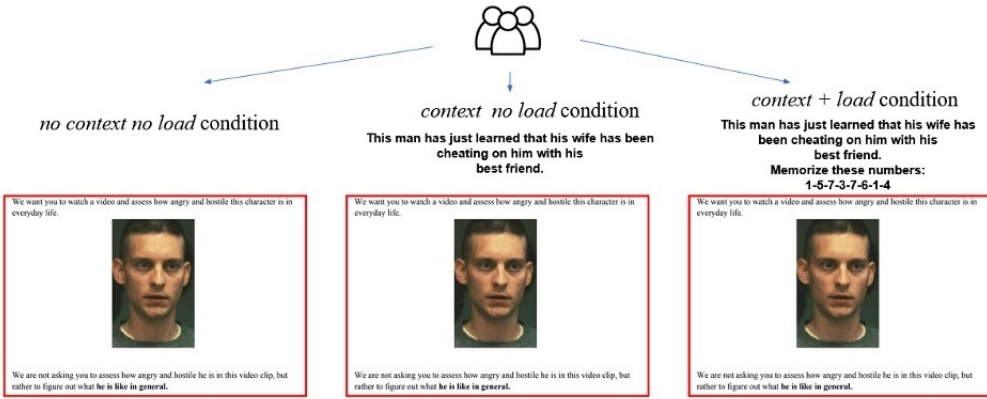 no context no load condition
context no load condition
This man has just learned that his wife has been
cheating on him with his
best friend.
context + load condition
This man has just learned that his wife has
been cheating on him with his
best friend.
Memorize these numbers:
1-5-7-3-7-6-1-4
We want you to watch a video and assess how angry and hostile this character is in
everyday life.
We are not asking you to assess how angry and hostile he is in this video clip, but
rather to figure out what he is like in general.
We want you to watch a video and assess how angry and hostile this character is in
everyday life.
We are not asking you to assess how angry and hostile he is in this video clip, but
rather to figure out what he is like in general.
We want you to watch a video and assess how angry and hostile this character is in
everyday life.
We are not asking you to assess how angry and hostile he is in this video clip, but
rather to figure out what he is like in general.